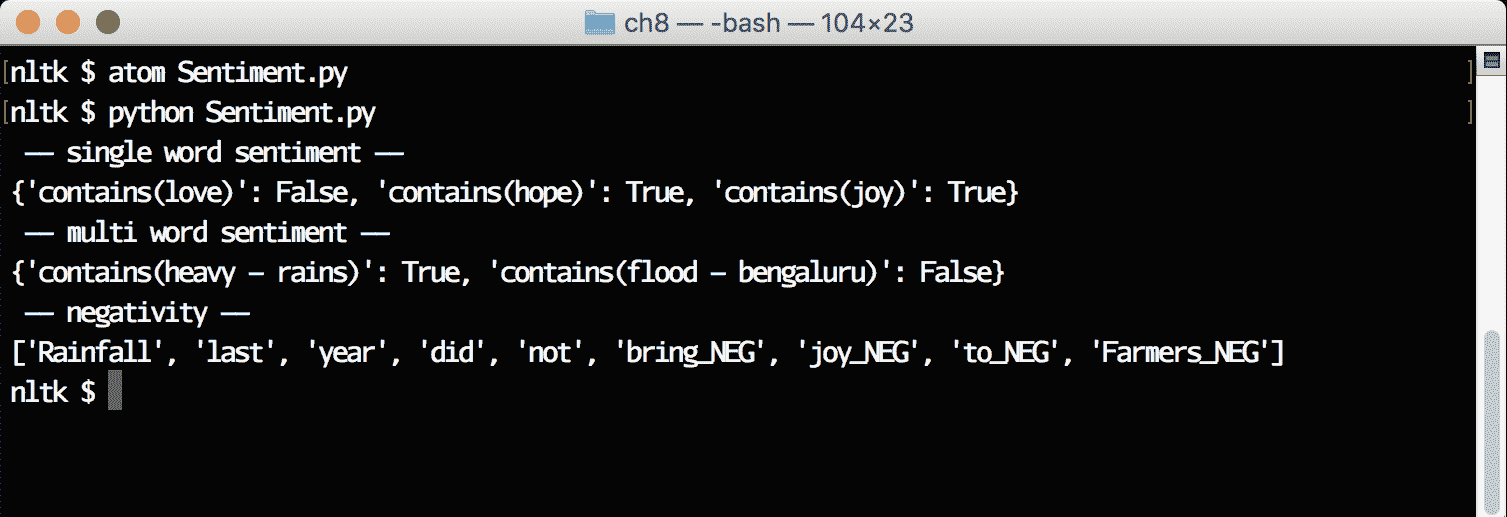 ch8 — -bash — 104×23
[nltk $ atom Sentiment.py ]
[nltk $ python Sentiment.py ]
 -- single word sentiment --
{'contains(love)': False, 'contains(hope)': True, 'contains(joy)': True}
 -- multi word sentiment --
{'contains(heavy - rains)': True, 'contains(flood - bengaluru)': False}
 -- negativity --
['Rainfall', 'last', 'year', 'did', 'not', 'bring_NEG', 'joy_NEG', 'to_NEG', 'Farmers_NEG']
nltk $